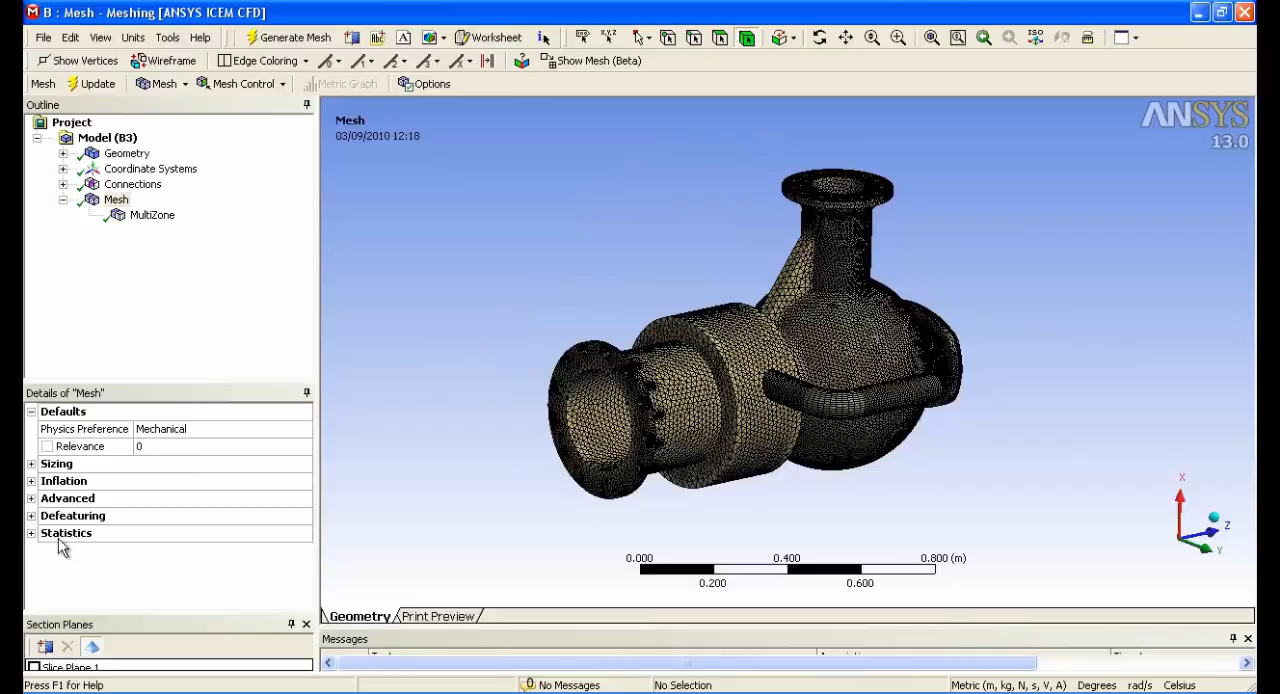 B : Mesh - Meshing [ANSYS ICEM CFD]
File Edit View Units Tools Help Generate Mesh Worksheet
Show Vertices Wireframe Edge Coloring Show Mesh (Beta)
Mesh Update Mesh Mesh Control Metric Graph Options
Outline
Project
Model (B3)
Geometry
Coordinate Systems
Connections
Mesh
MultiZone
Details of "Mesh"
Defaults
Physics Preference Mechanical
Relevance 0
Sizing
Inflation
Advanced
Defeaturing
Statistics
Section Planes
Slice Plane 1
Mesh
03/09/2010 12:18
ANSYS
13.0
X
Z
Y
0.000 0.400 0.800 (m)
0.200 0.600
Geometry Print Preview
Messages
Press F1 for Help 0 No Messages No Selection Metric (m, kg, N, s, V, A) Degrees rad/s Celsius